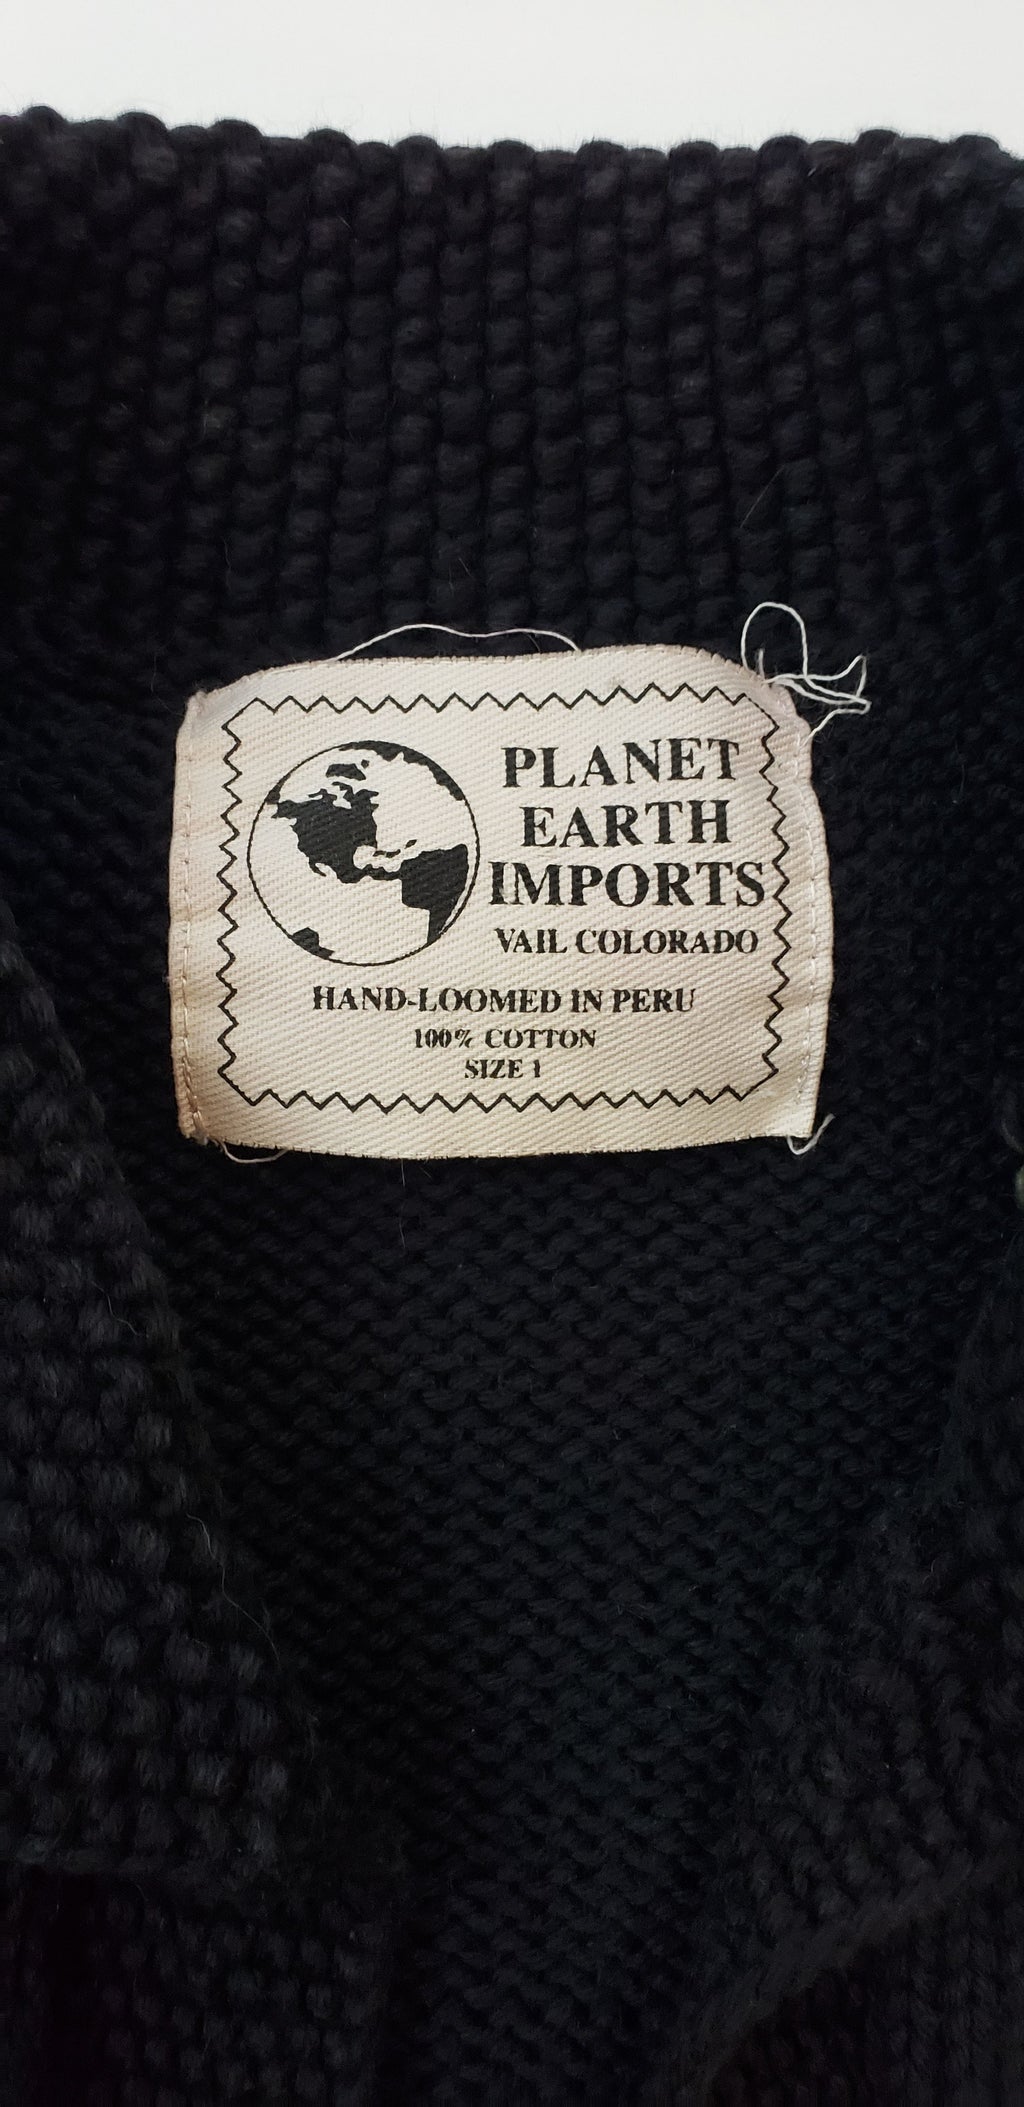 PLANET
EARTH
IMPORTS
VAIL COLORADO
HAND-LOOMED IN PERU
100% COTTON
SIZE 1